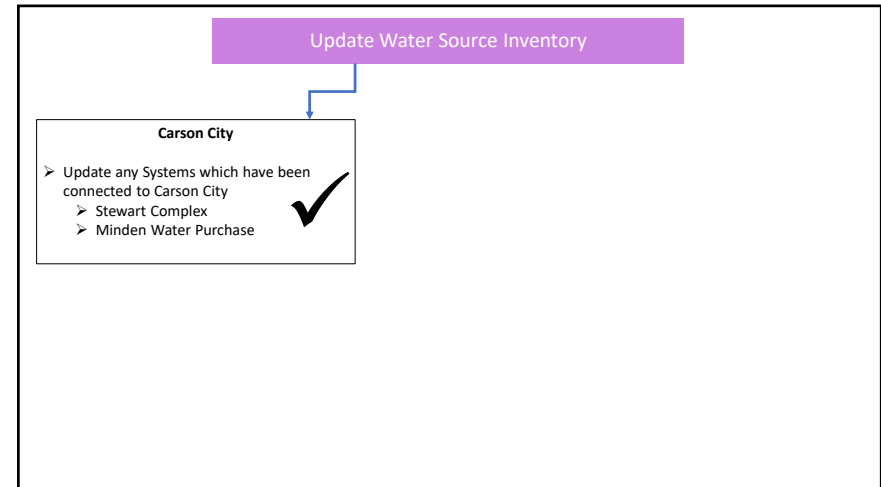 Update Water Source Inventory
Carson City
➢ Update any Systems which have been
connected to Carson City
➢ Stewart Complex
➢ Minden Water Purchase